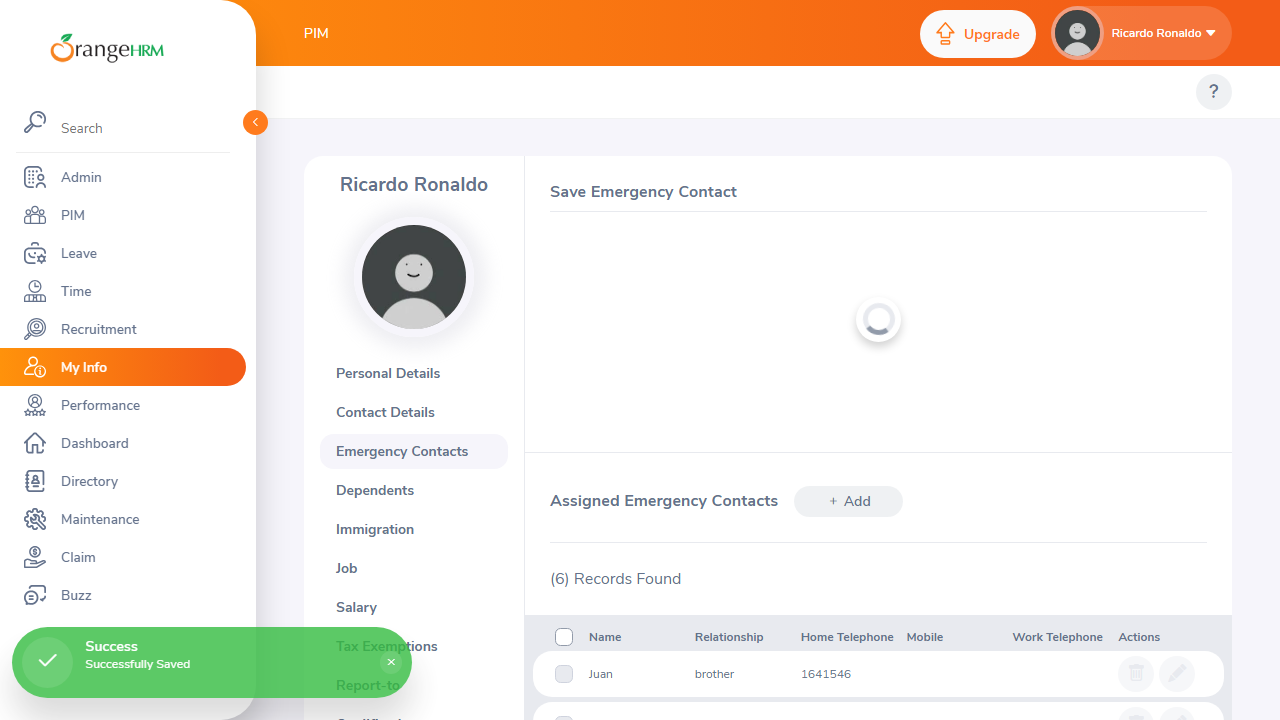 PIM
Upgrade
Ricardo Ronaldo
OrangeHRM
?
Search
Admin
PIM
Leave
Time
Recruitment
My Info
Performance
Dashboard
Directory
Maintenance
Claim
Buzz
Ricardo Ronaldo
Personal Details
Contact Details
Emergency Contacts
Dependents
Immigration
Job
Salary
Tax Exemptions
Report-to
Save Emergency Contact
Assigned Emergency Contacts
+ Add
(6) Records Found
Name Relationship Home Telephone Mobile Work Telephone Actions
Juan brother 1641546
Success
Successfully Saved
×